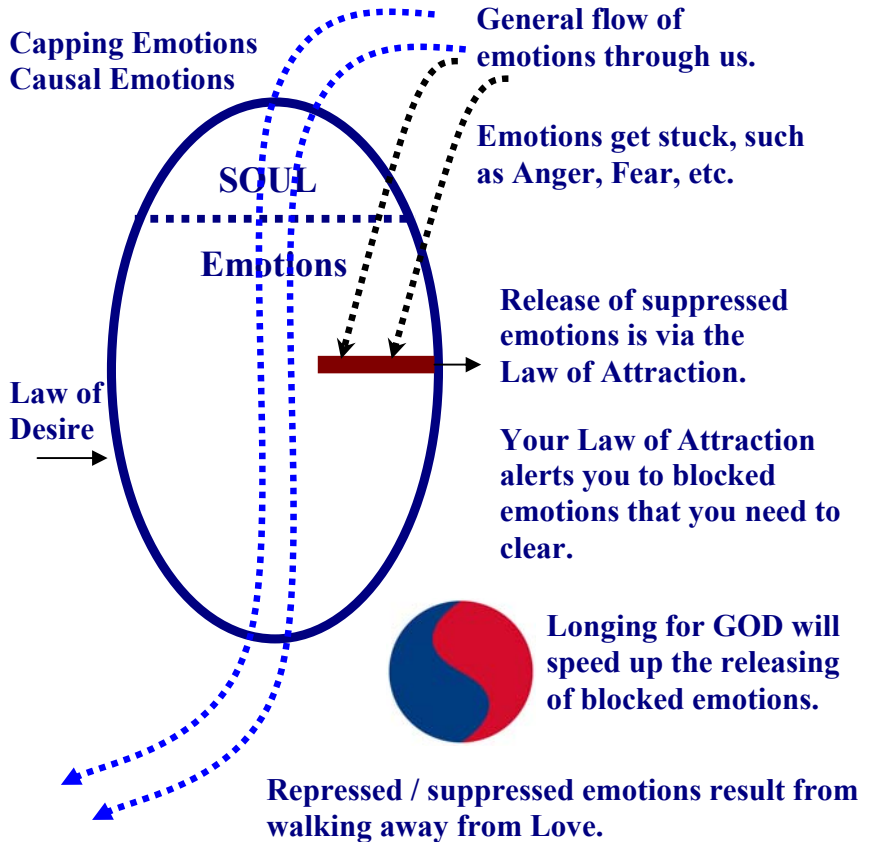 Capping Emotions
Causal Emotions
General flow of
emotions through us.
Emotions get stuck, such
as Anger, Fear, etc.
SOUL
Emotions
Release of suppressed
emotions is via the
Law of Attraction.
Law of
Desire
Your Law of Attraction
alerts you to blocked
emotions that you need to
clear.
Longing for GOD will
speed up the releasing
of blocked emotions.
Repressed / suppressed emotions result from
walking away from Love.